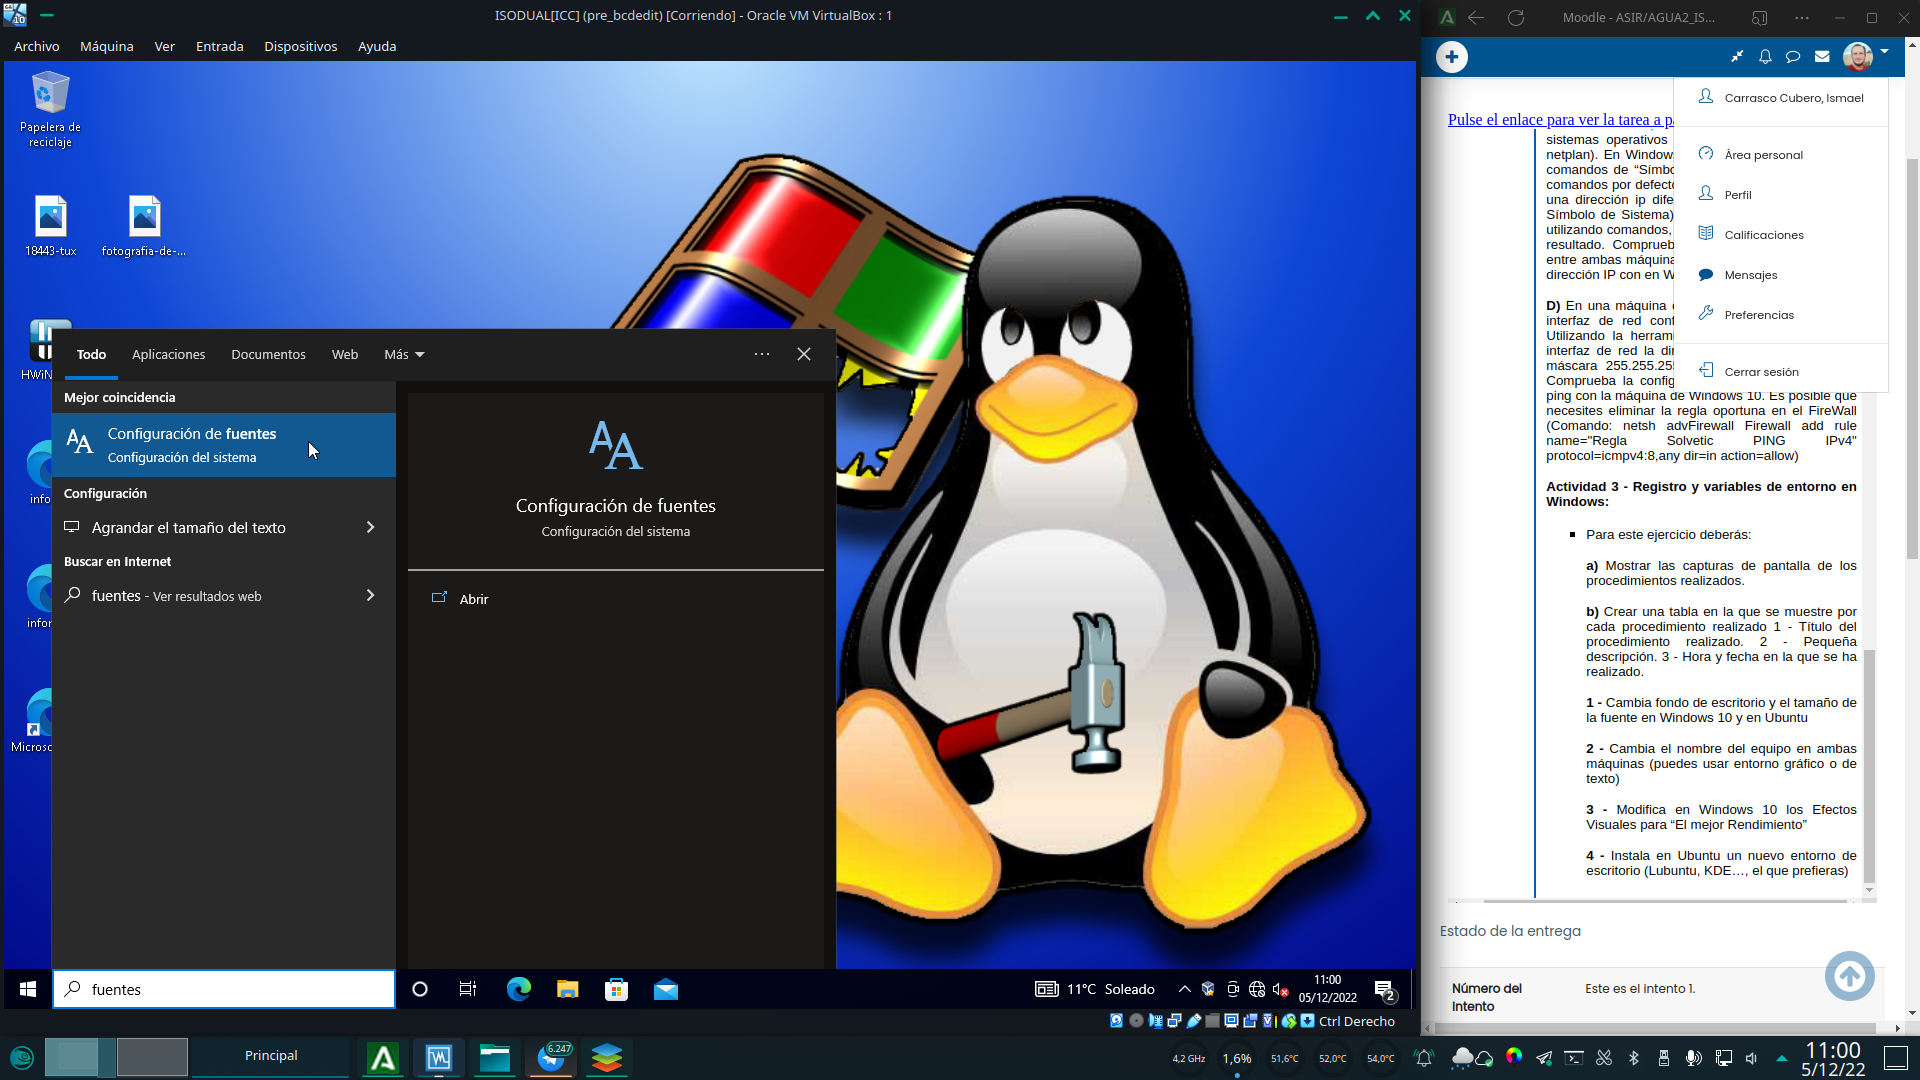 ISODUAL[ICC] (pre_bcdedit) [Corriendo] - Oracle VM VirtualBox : 1
Archivo Máquina Ver Entrada Dispositivos Ayuda
Papelera de
reciclaje
18443-tux
fotografia-de-...
HWiN
infor
infor
Microsc
Todo Aplicaciones Documentos Web Más
Mejor coincidencia
Configuración de fuentes
Configuración del sistema
Configuración
Agrandar el tamaño del texto
Buscar en Internet
fuentes - Ver resultados web
Configuración de fuentes
Configuración del sistema
Abrir
fuentes
11°C Soleado
11:00
05/12/2022
2
Ctrl Derecho
Moodle - ASIR/AGUA2_IS...
Carrasco Cubero, Ismael
Área personal
Perfil
Calificaciones
Mensajes
Preferencias
Cerrar sesión
Pulse el enlace para ver la tarea a pa
sistemas operativos
netplan). En Window
comandos de “Símbo
comandos por defecto
una dirección ip dife
Símbolo de Sistema)
utilizando comandos,
resultado. Comprueb
entre ambas máquina
dirección IP con en W
D) En una máquina
interfaz de red conf
Utilizando la herram
interfaz de red la dir
máscara 255.255.255
Comprueba la config
ping con la máquina de Windows 10. Es posible que
necesites eliminar la regla oportuna en el FireWall
(Comando: netsh advFirewall Firewall add rule
name="Regla Solvetic PING IPv4"
protocol=icmpv4:8,any dir=in action=allow)
Actividad 3 - Registro y variables de entorno en
Windows:
Para este ejercicio deberás:
a) Mostrar las capturas de pantalla de los
procedimientos realizados.
b) Crear una tabla en la que se muestre por
cada procedimiento realizado 1 - Título del
procedimiento realizado. 2 - Pequeña
descripción. 3 - Hora y fecha en la que se ha
realizado.
1 - Cambia fondo de escritorio y el tamaño de
la fuente en Windows 10 y en Ubuntu
2 - Cambia el nombre del equipo en ambas
máquinas (puedes usar entorno gráfico o de
texto)
3 - Modifica en Windows 10 los Efectos
Visuales para “El mejor Rendimiento”
4 - Instala en Ubuntu un nuevo entorno de
escritorio (Lubuntu, KDE…, el que prefieras)
Estado de la entrega
Número del
Intento
Este es el intento 1.
Principal
6.247
4,2 GHz
1,6%
51,6°C
52,0°C
54,0°C
11:00
5/12/22